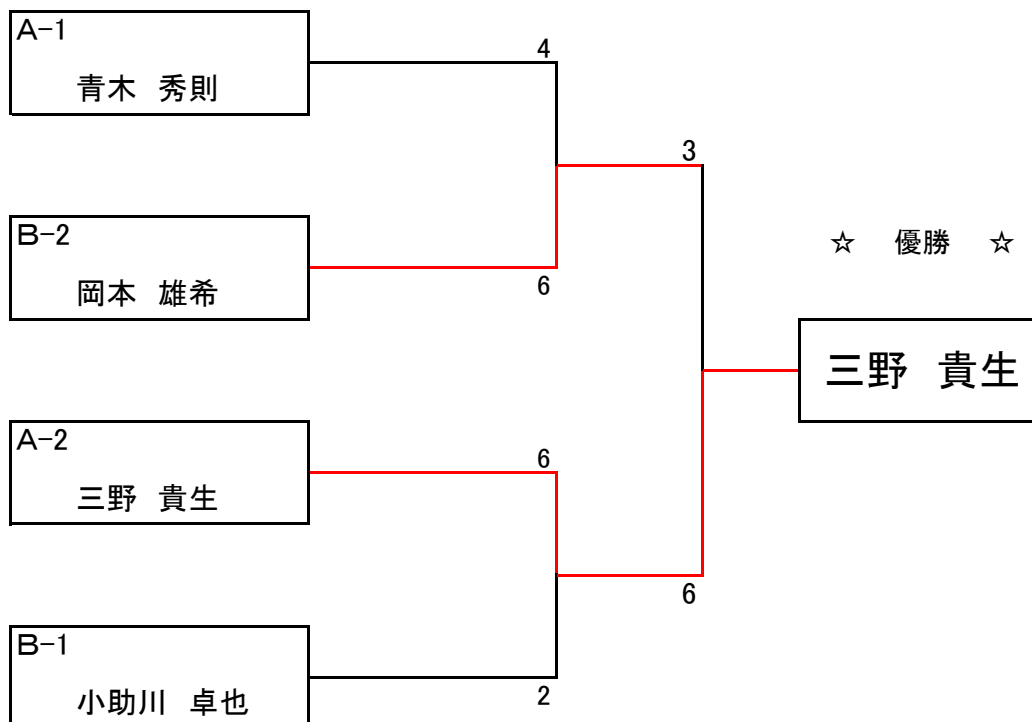 A-1
青木　秀則
4
3
B-2
岡本　雄希
6
☆　優勝　☆
三野　貴生
A-2
三野　貴生
6
6
B-1
小助川　卓也
2